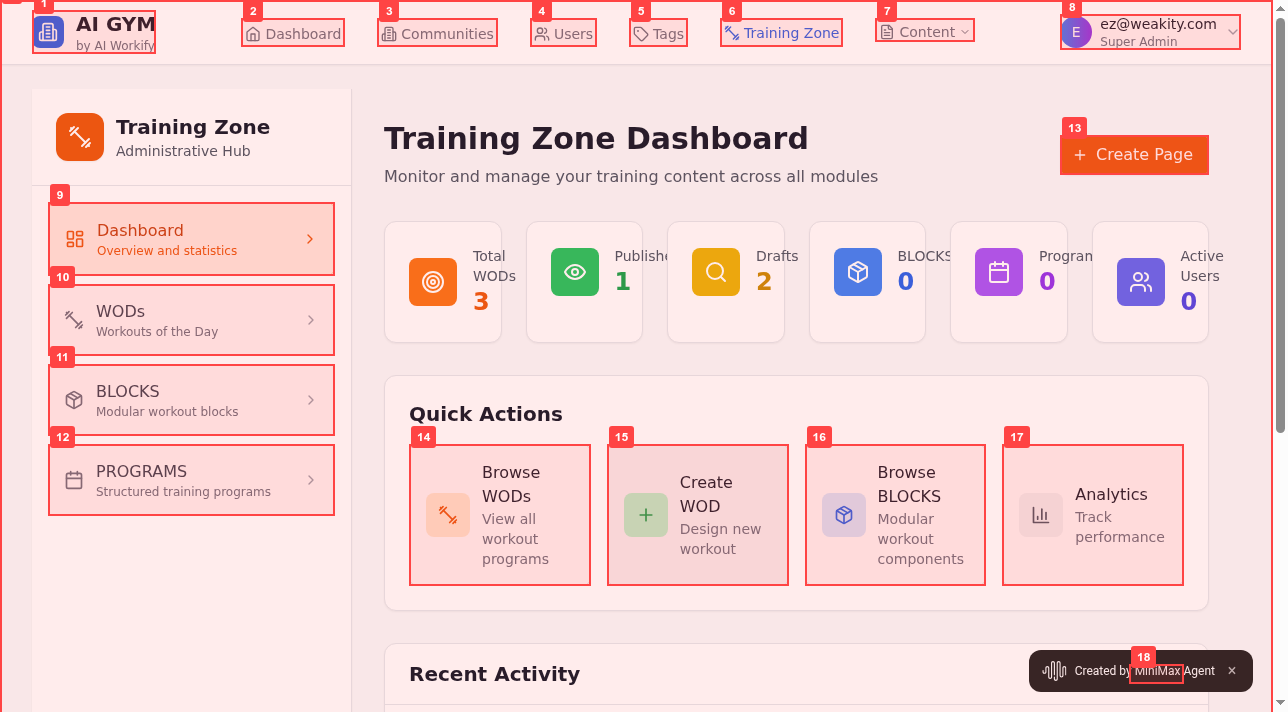 1
AI GYM
by AI Workify
2
Dashboard
3
Communities
4
Users
5
Tags
6
Training Zone
7
Content
8
E
ez@weakity.com
Super Admin
Training Zone
Administrative Hub
9
Dashboard
Overview and statistics
10
WODs
Workouts of the Day
11
BLOCKS
Modular workout blocks
12
PROGRAMS
Structured training programs
Training Zone Dashboard
Monitor and manage your training content across all modules
13
+ Create Page
Total
WODs
3
Publishe
1
Drafts
2
BLOCKS
0
Program
0
Active
Users
0
Quick Actions
14
Browse
WODs
View all
workout
programs
15
Create
WOD
Design new
workout
16
Browse
BLOCKS
Modular
workout
components
17
Analytics
Track
performance
Recent Activity
18
Created by MiniMax Agent ×